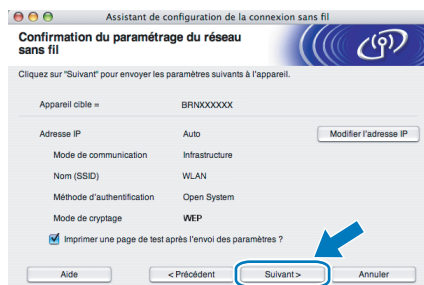 Assistant de configuration de la connexion sans fil
Confirmation du paramétrage du réseau
sans fil
Cliquez sur "Suivant" pour envoyer les paramètres suivants à l'appareil.
Appareil cible = BRNXXXXXX
Adresse IP Auto Modifier l'adresse IP
Mode de communication Infrastructure
Nom (SSID) WLAN
Méthode d'authentification Open System
Mode de cryptage WEP
Imprimer une page de test après l'envoi des paramètres ?
Aide < Précédent Suivant > Annuler